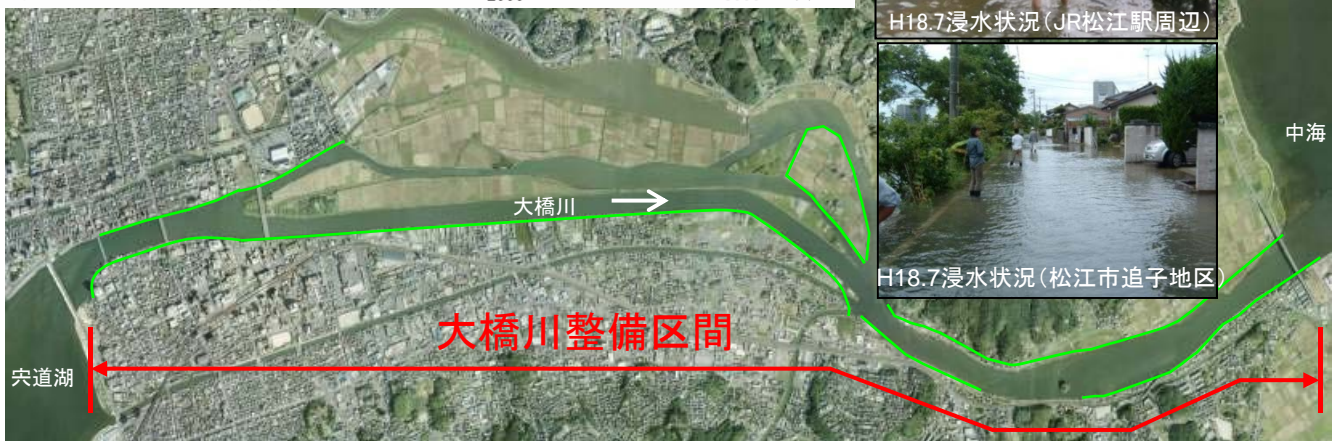 H18.7浸水状況(JR松江駅周辺)
中海
大橋川
H18.7浸水状況(松江市追子地区)
大橋川整備区間
宍道湖